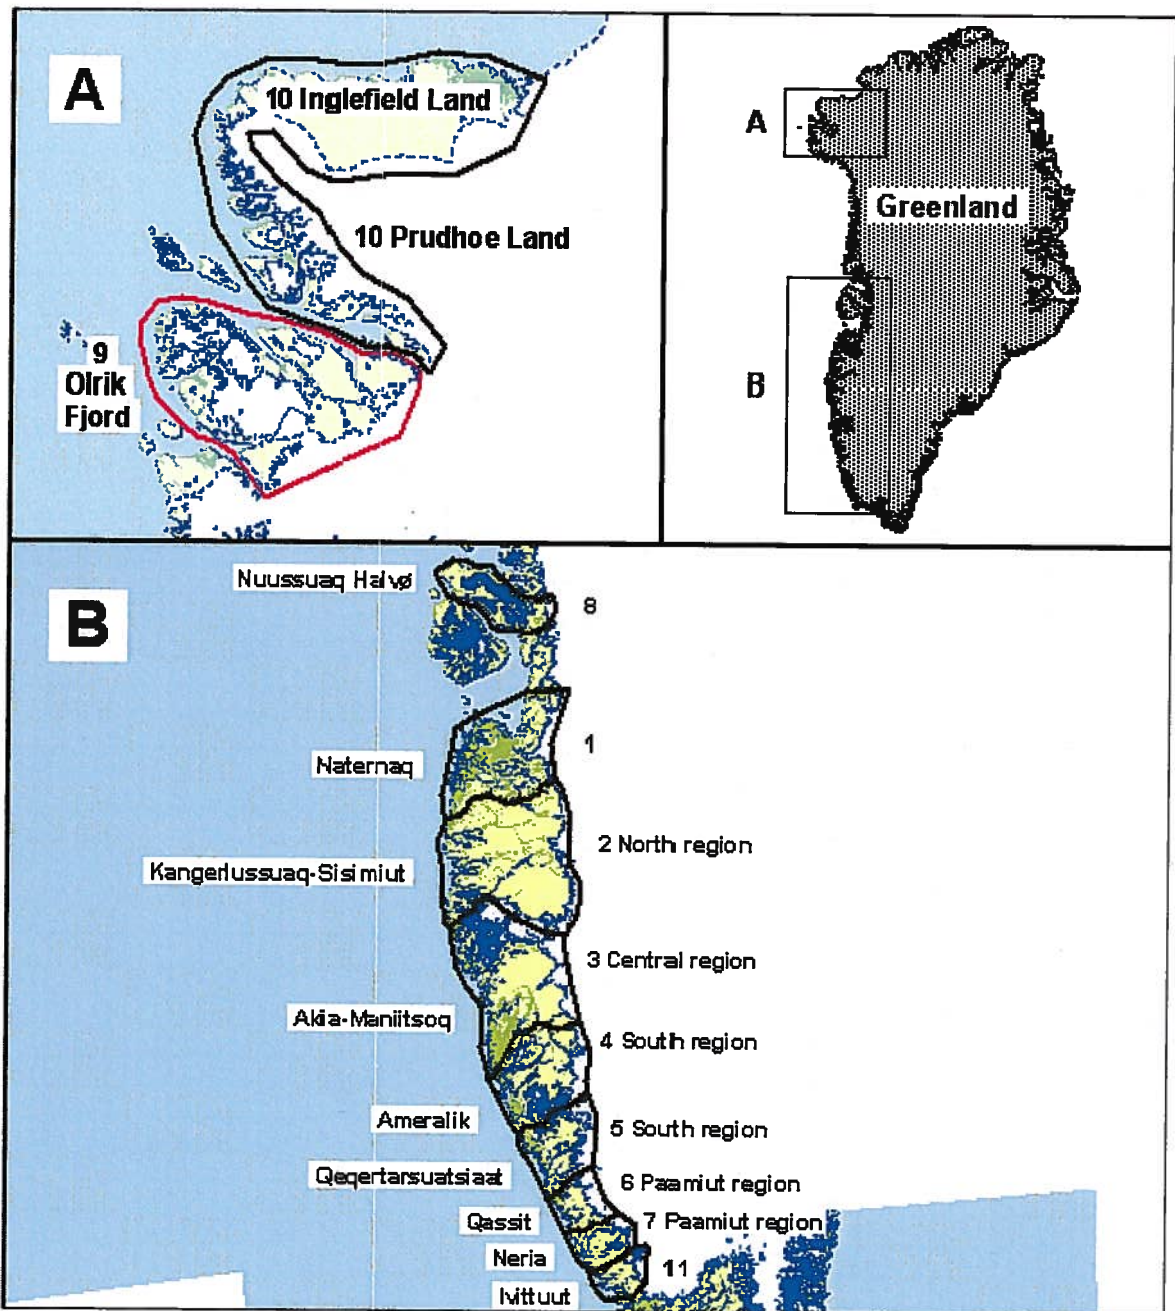 A
10 Inglefield Land
10 Prudhoe Land
9
Olrik
Fjord
A
Greenland
B
B
Nuussuaq Halvø
8
1
Naternaq
2 North region
Kangerlussuaq-Sisimiut
3 Central region
Akia-Maniitsoq
4 South region
Ameralik
5 South region
Qeqertarsuatsiaat
6 Paamiut region
Qassit
7 Paamiut region
Neria
11
Ivittuut